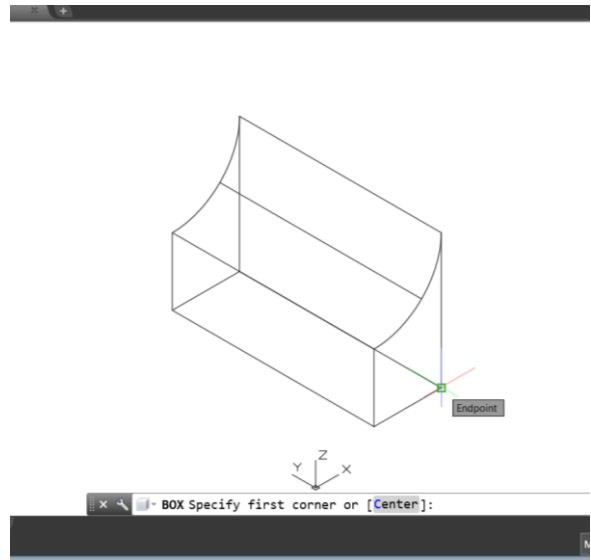 Endpoint
Z
Y X
BOX Specify first corner or [Center]:
M